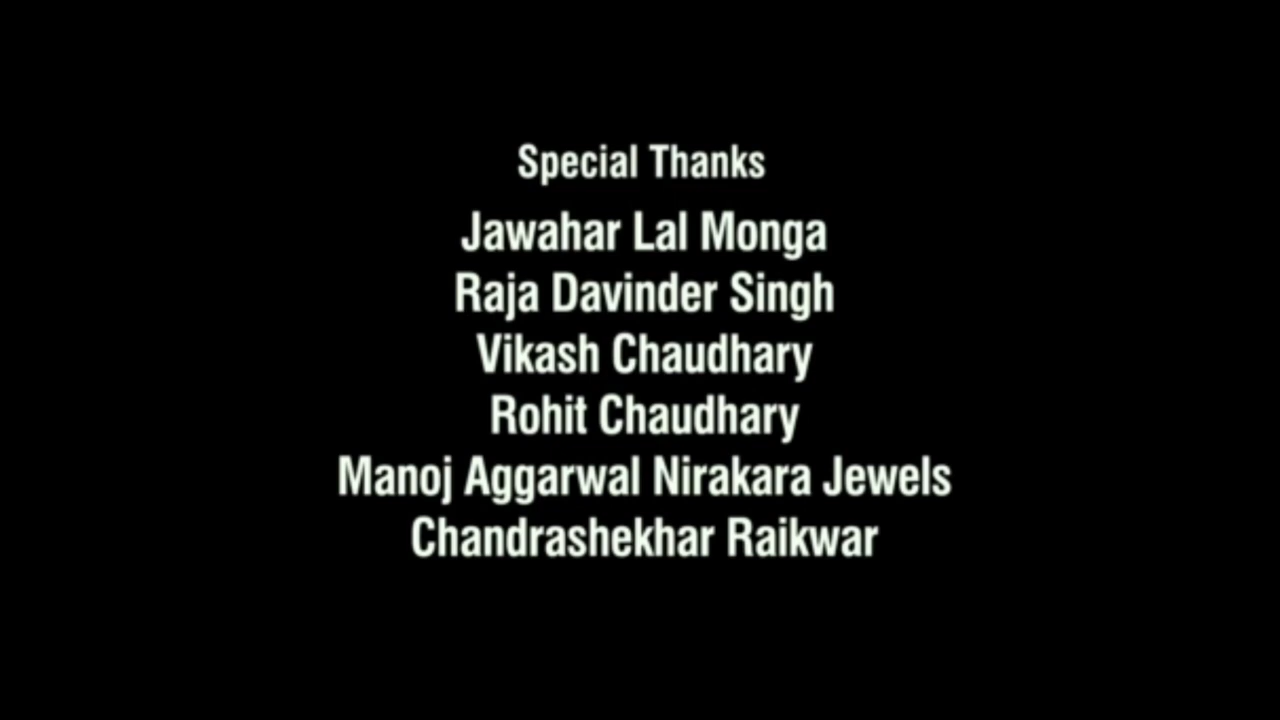 Special Thanks
Jawahar Lal Monga
Raja Davinder Singh
Vikash Chaudhary
Rohit Chaudhary
Manoj Aggarwal Nirakara Jewels
Chandrashekhar Raikwar